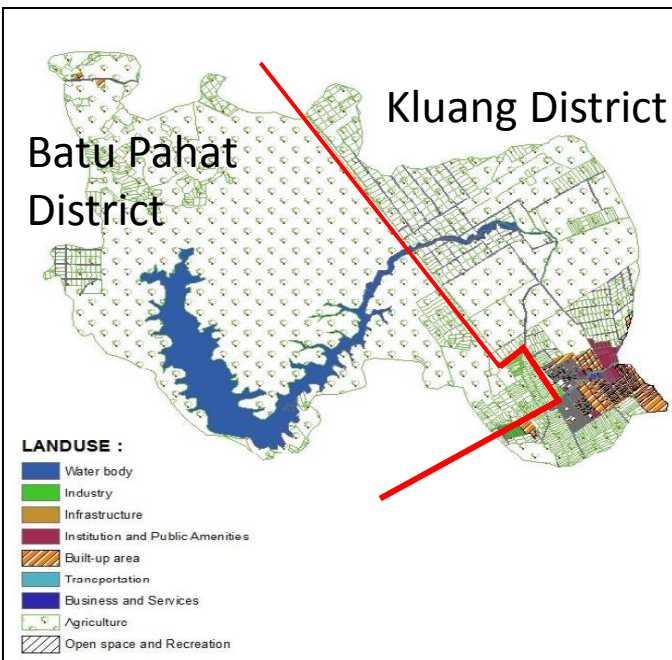 Kluang District
Batu Pahat
District
LANDUSE :
Water body
Industry
Infrastructure
Institution and Public Amenities
Built-up area
Transportation
Business and Services
Agriculture
Open space and Recreation